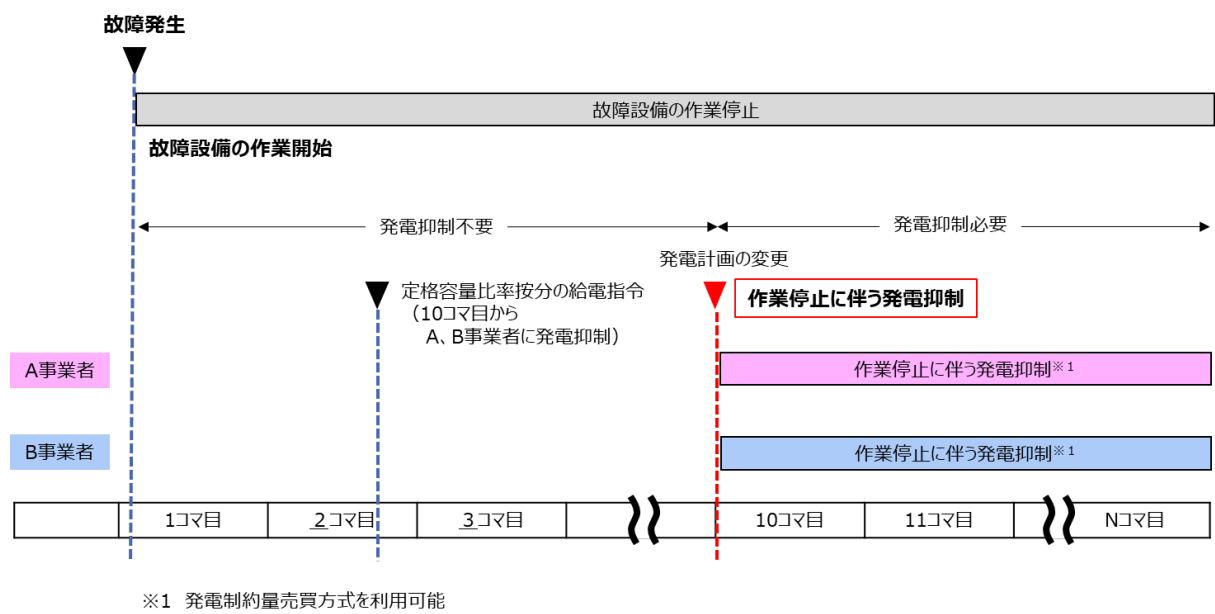 故障発生
故障設備の作業停止
故障設備の作業開始
発電抑制不要
発電抑制必要
発電計画の変更
定格容量比率按分の給電指令
（10コマ目から
A、B事業者に発電抑制）
作業停止に伴う発電抑制
A事業者
作業停止に伴う発電抑制※1
B事業者
作業停止に伴う発電抑制※1
1コマ目 2コマ目 3コマ目 10コマ目 11コマ目 Nコマ目
※1 発電制約量売買方式を利用可能